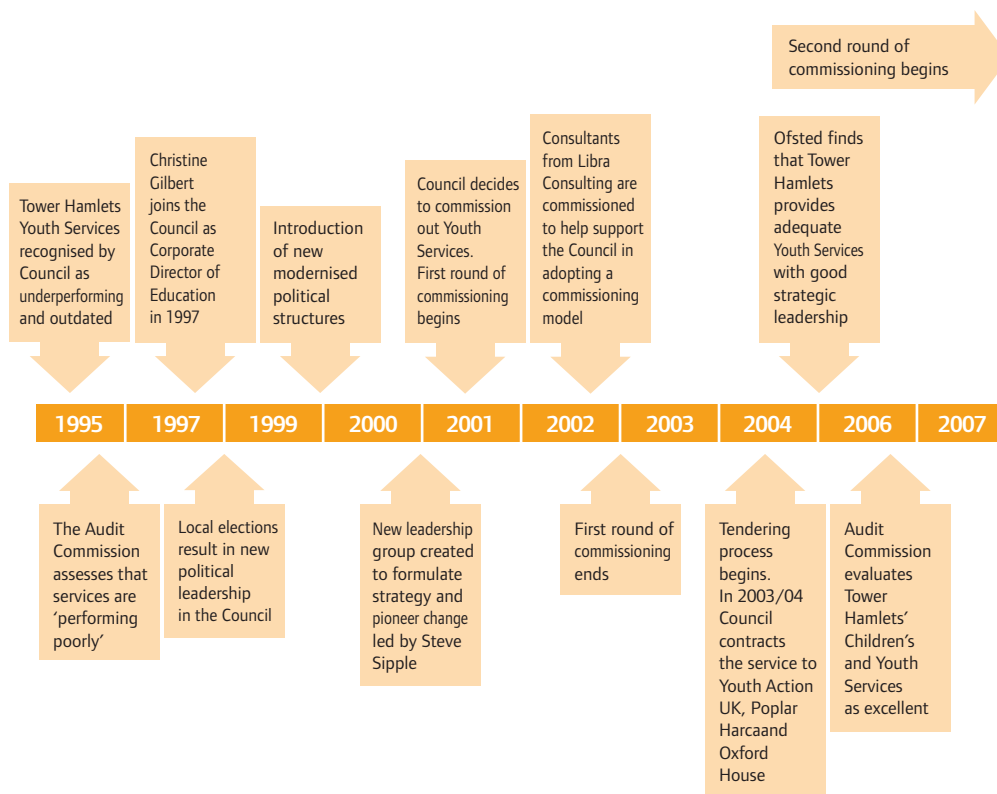 Second round of
commissioning begins
Tower Hamlets
Youth Services
recognised by
Council as
underperforming
and outdated
Christine
Gilbert
joins the
Council as
Corporate
Director of
Education
in 1997
Introduction
of new
modernised
political
structures
Council decides
to commission
out Youth
Services.
First round of
commissioning
begins
Consultants
from Libra
Consulting are
commissioned
to help support
the Council in
adopting a
commissioning
model
Ofsted finds
that Tower
Hamlets
provides
adequate
Youth Services
with good
strategic
leadership
1995 1997 1999 2000 2001 2002 2003 2004 2006 2007
The Audit
Commission
assesses that
services are
‘performing
poorly’
Local elections
result in new
political
leadership
in the Council
New leadership
group created
to formulate
strategy and
pioneer change
led by Steve
Sipple
First round of
commissioning
ends
Tendering
process
begins.
In 2003/04
Council
contracts
the service to
Youth Action
UK, Poplar
Harcaand
Oxford
House
Audit
Commission
evaluates
Tower
Hamlets’
Children’s
and Youth
Services
as excellent